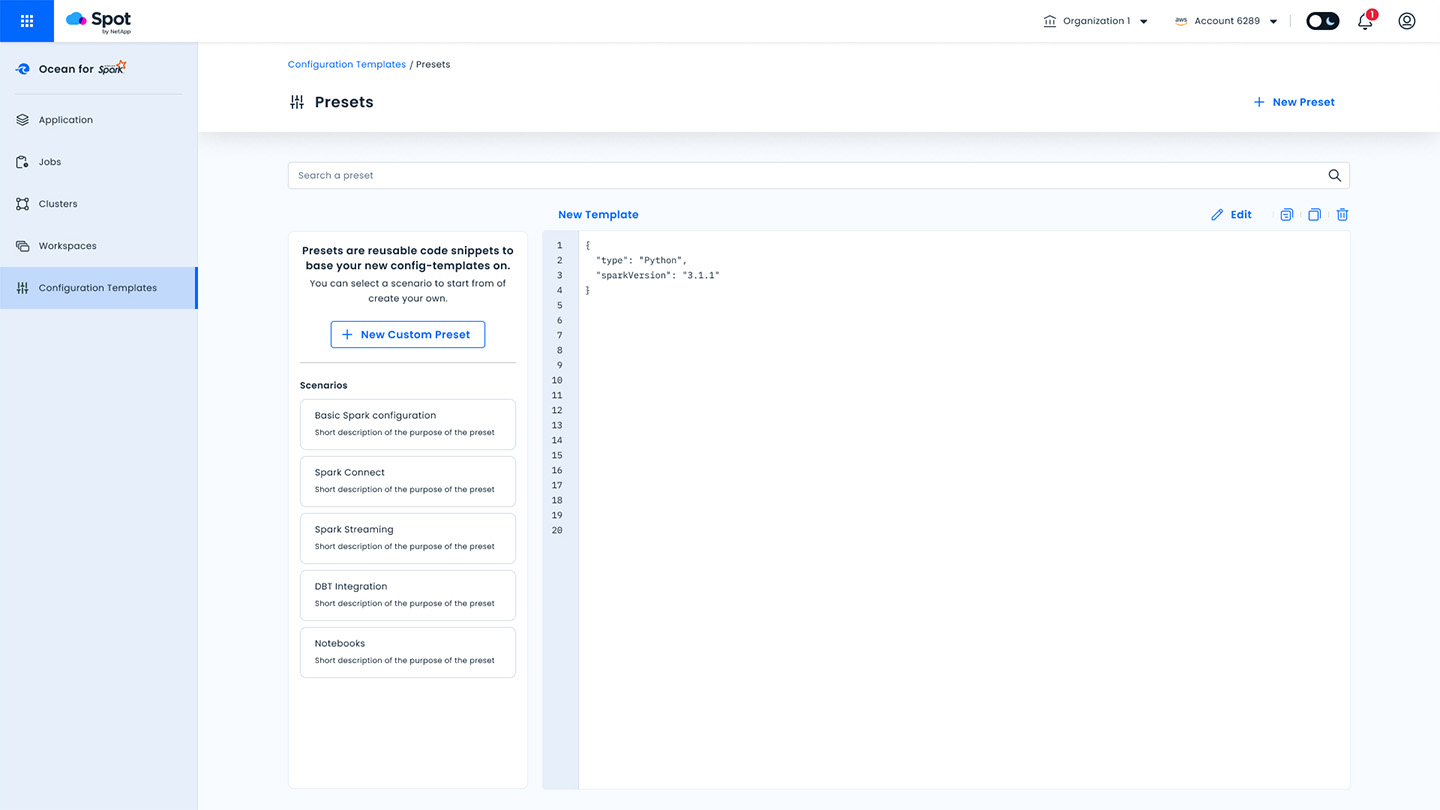 Spot
by NetApp
Organization 1
aws
Account 6289
1
Ocean for Spark
Application
Jobs
Clusters
Workspaces
Configuration Templates
Configuration Templates / Presets
Presets
New Preset
Search a preset
New Template
Edit
Presets are reusable code snippets to
base your new config-templates on.
You can select a scenario to start from of
create your own.
New Custom Preset
Scenarios
Basic Spark configuration
Short description of the purpose of the preset
Spark Connect
Short description of the purpose of the preset
Spark Streaming
Short description of the purpose of the preset
DBT Integration
Short description of the purpose of the preset
Notebooks
Short description of the purpose of the preset
1 {
2 "type": "Python",
3 "sparkVersion": "3.1.1"
4 }
5
6
7
8
9
10
11
12
13
14
15
16
17
18
19
20